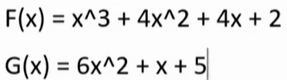 F(x) = x^3 + 4x^2 + 4x + 2
G(x) = 6x^2 + x + 5